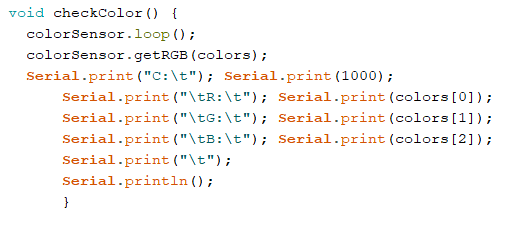 void checkColor() {
  colorSensor.loop();
  colorSensor.getRGB(colors);
  Serial.print("C:\t"); Serial.print(1000);
      Serial.print("\tR:\t"); Serial.print(colors[0]);
      Serial.print("\tG:\t"); Serial.print(colors[1]);
      Serial.print("\tB:\t"); Serial.print(colors[2]);
      Serial.print("\t");
      Serial.println();
      }